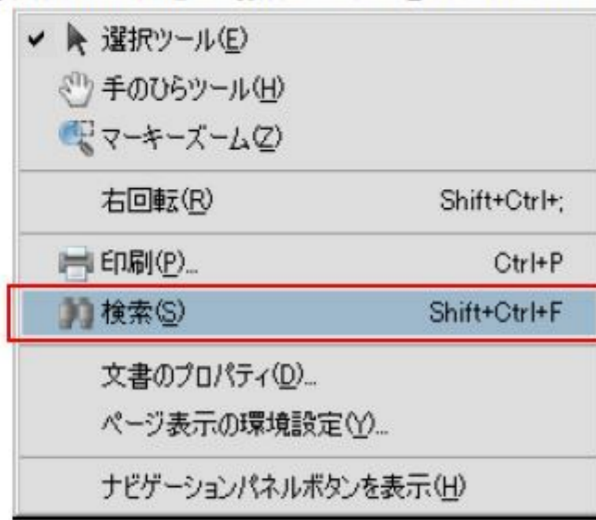 選択ツール(E)
手のひらツール(H)
マーキーズーム(Z)
右回転(R) Shift+Ctrl+;
印刷(P)... Ctrl+P
検索(S) Shift+Ctrl+F
文書のプロパティ(D)...
ページ表示の環境設定(Y)...
ナビゲーションパネルボタンを表示(H)